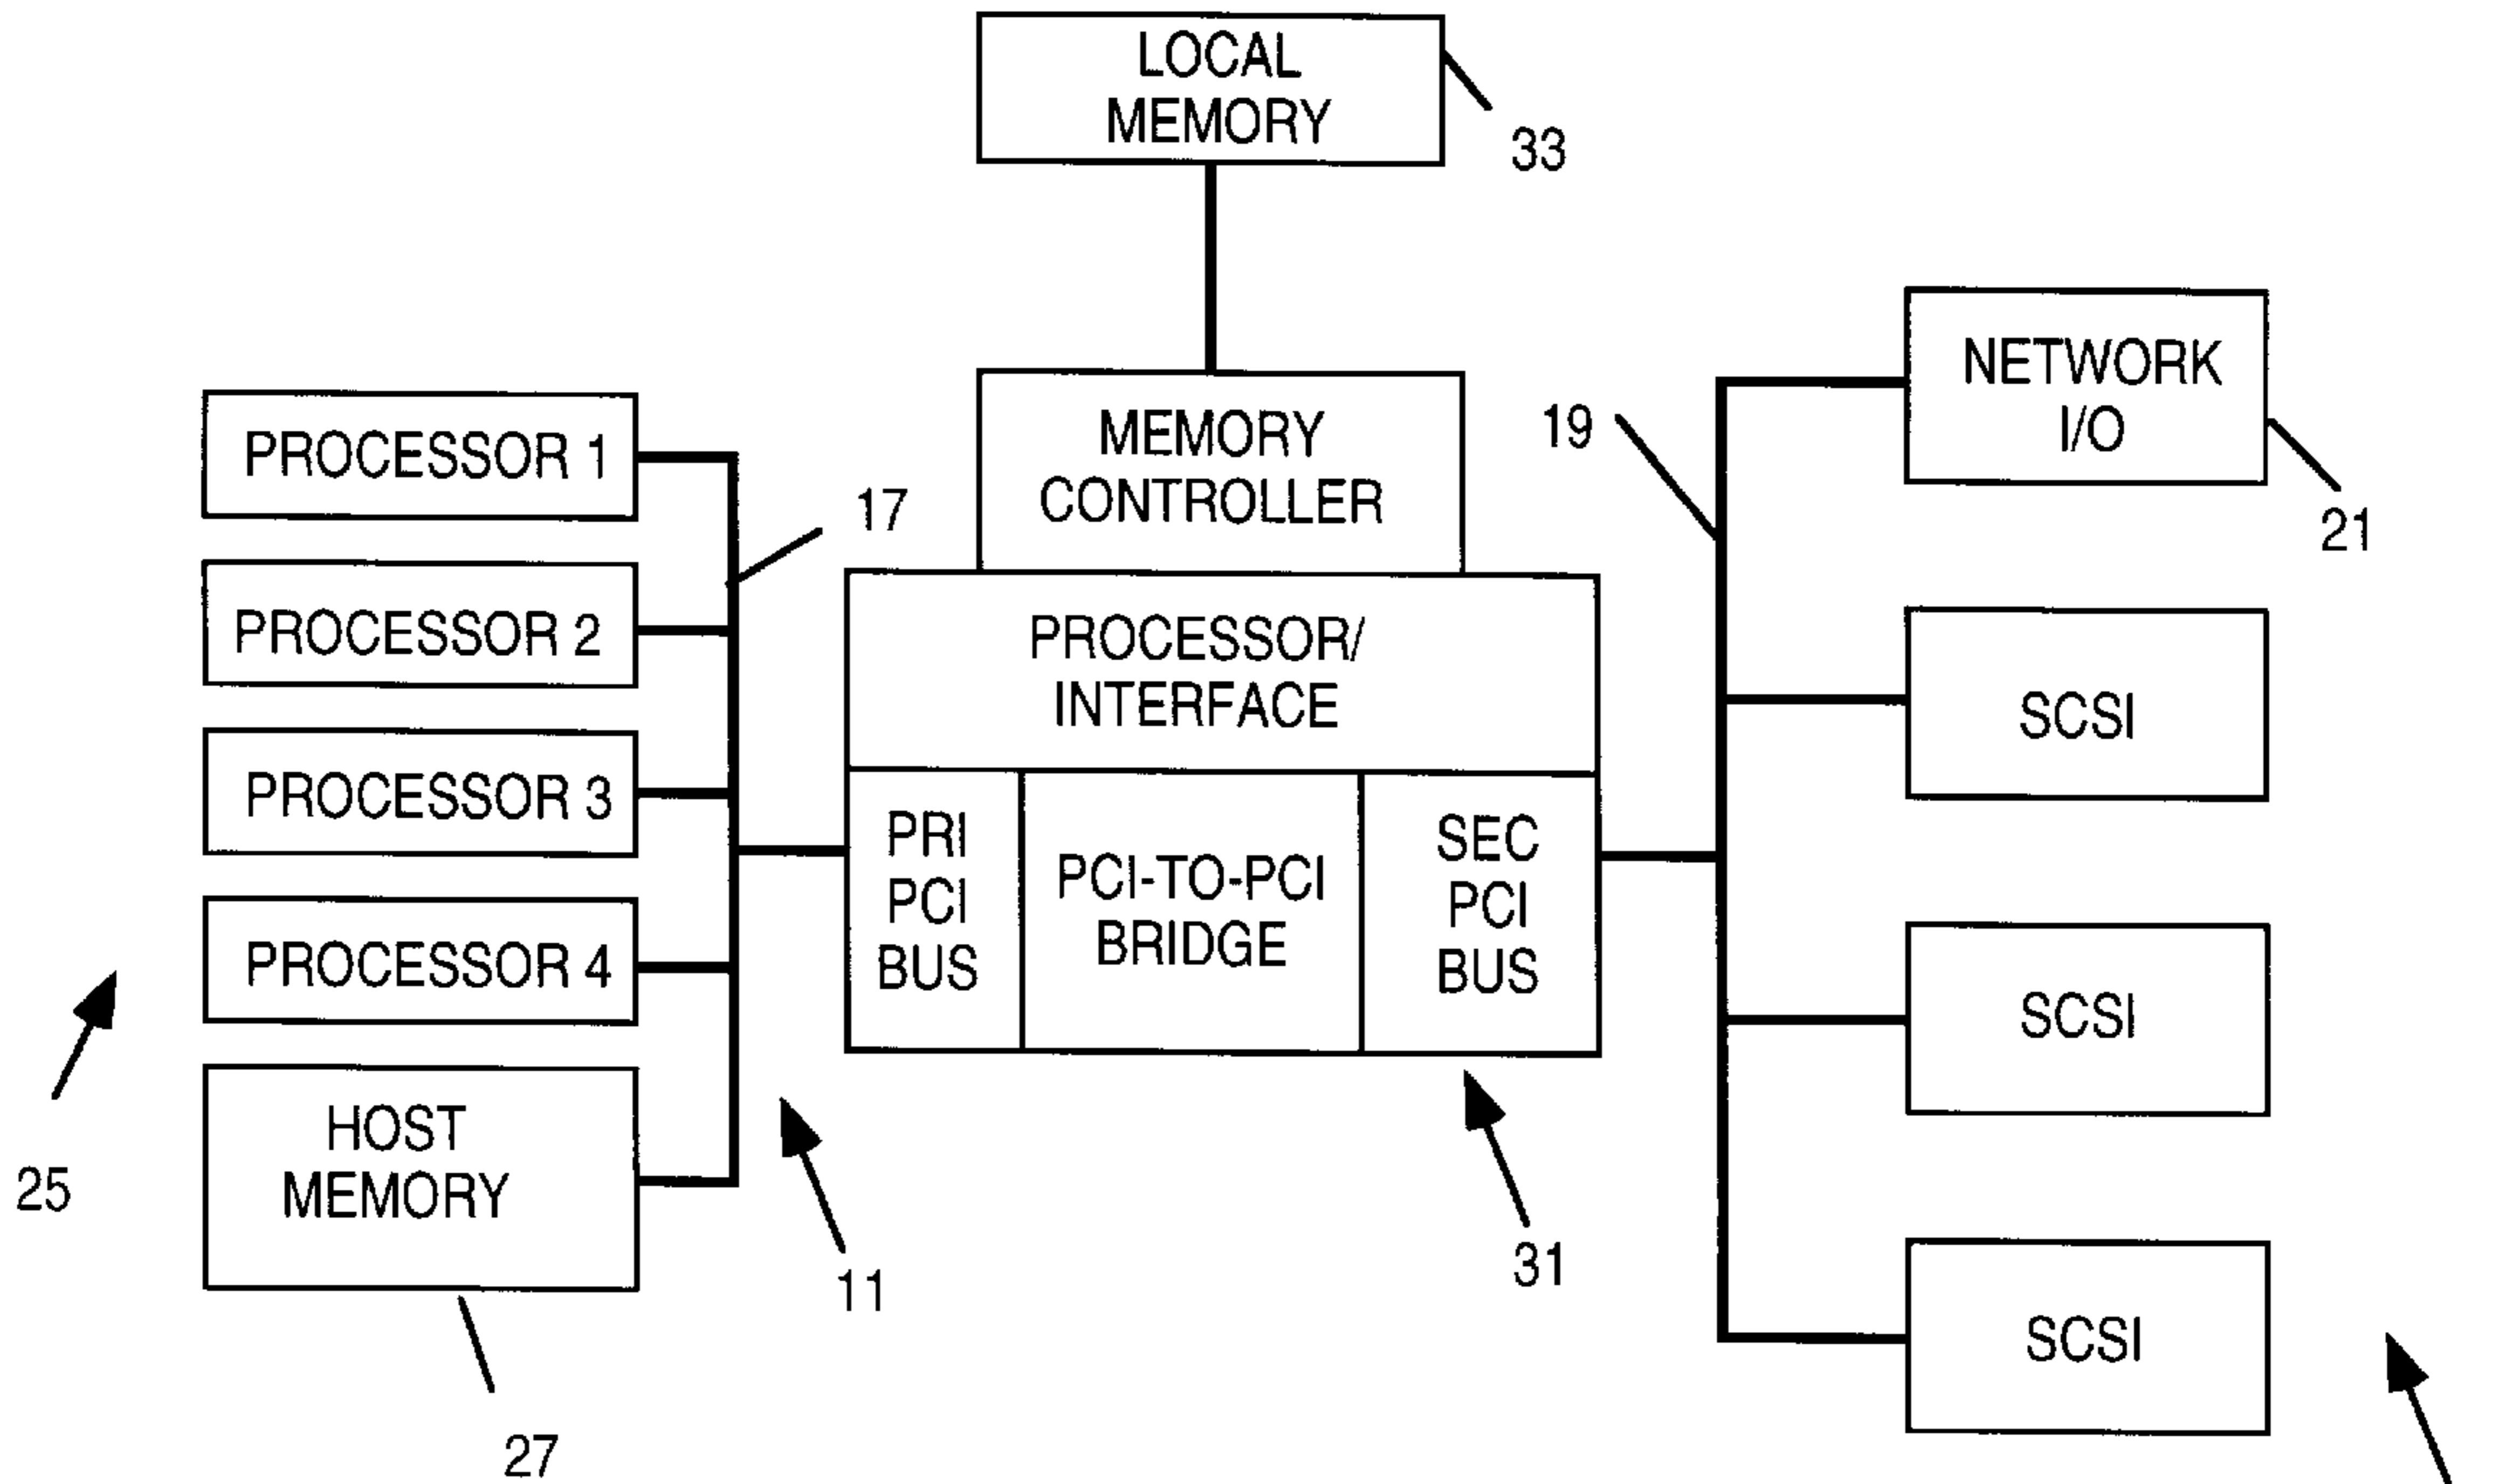 LOCAL
MEMORY
33
NETWORK
I/O
21
MEMORY
CONTROLLER
19
PROCESSOR 1
17
PROCESSOR 2
PROCESSOR/
INTERFACE
SCSI
PROCESSOR 3
PRI
PCI
BUS
PCI-TO-PCI
BRIDGE
SEC
PCI
BUS
PROCESSOR 4
SCSI
HOST
MEMORY
25
11
31
SCSI
27